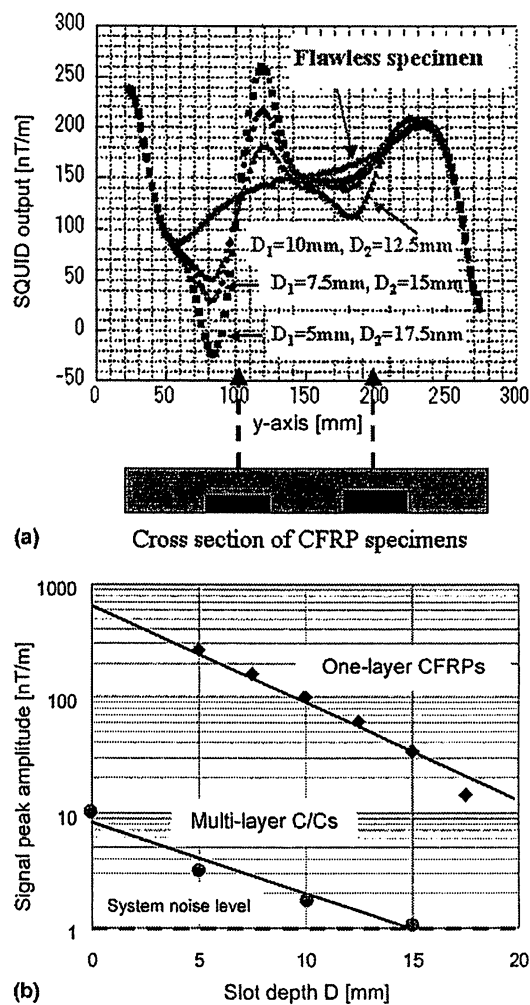 (a)
300
250
200
150
100
50
0
−50
SQUID output [nT/m]
Flawless specimen
D₁=10mm, D₂=12.5mm
D₁=7.5mm, D₂=15mm
D₁=5mm, D₂=17.5mm
0 50 100 150 200 250 300
y-axis [mm]
Cross section of CFRP specimens
(b)
1000
100
10
1
Signal peak amplitude [nT/m]
One-layer CFRPs
Multi-layer C/Cs
System noise level
0 5 10 15 20
Slot depth D [mm]